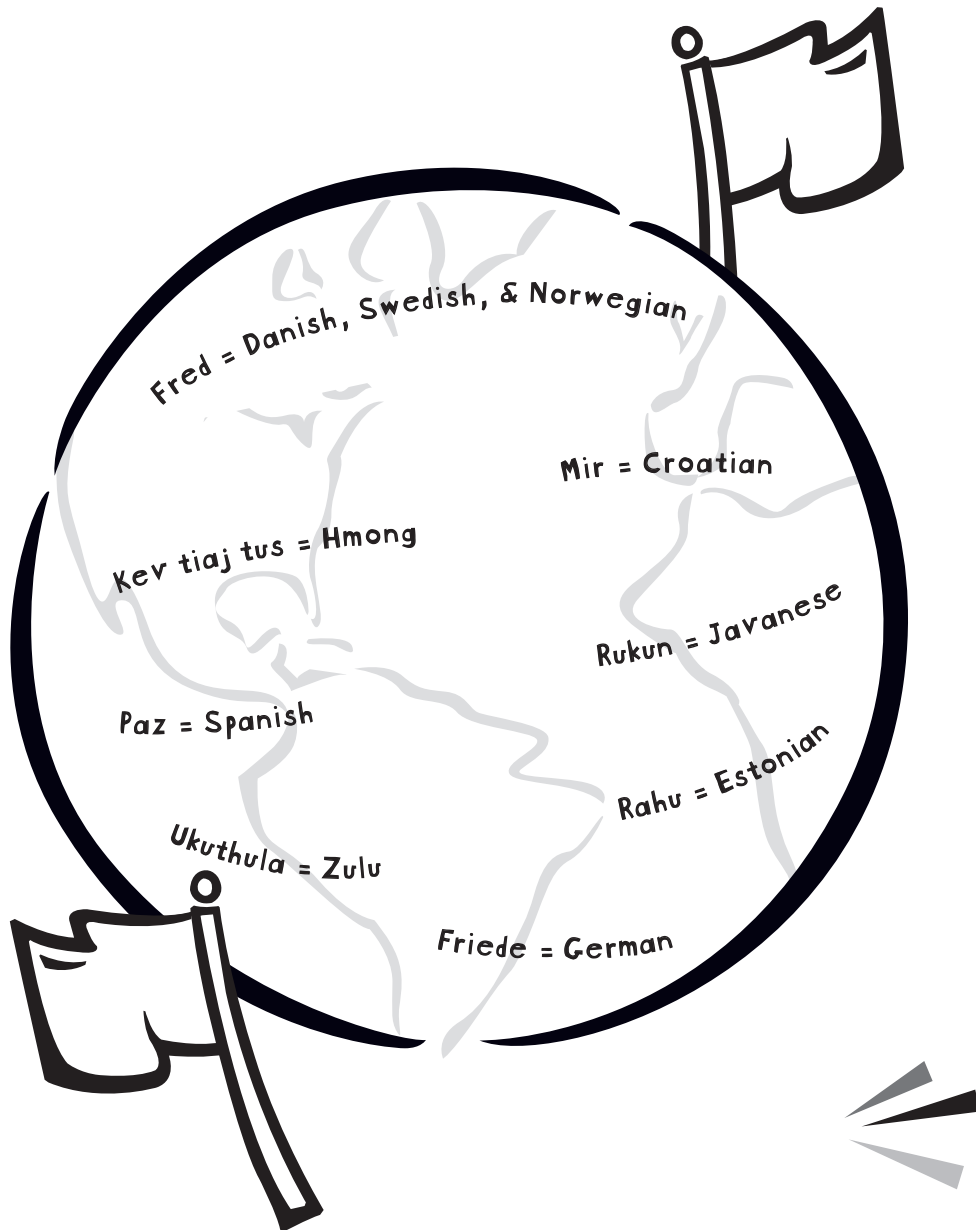 Fred = Danish, Swedish, & Norwegian
Mir = Croatian
Kev tiaj tus = Hmong
Rukun = Javanese
Paz = Spanish
Rahu = Estonian
Ukuthula = Zulu
Friede = German